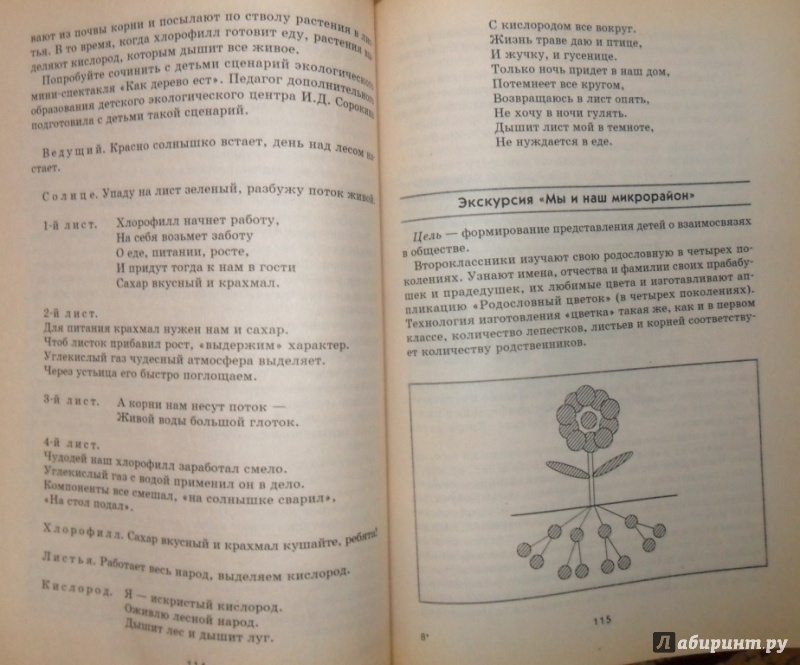 вают из почвы корни и посылают по стволу растения в лис-
тья. В то время, когда хлорофилл готовит еду, растения вы-
деляют кислород, которым дышит все живое.
Попробуйте сочинить с детьми сценарий экологического
мини-спектакля «Как дерево ест». Педагог дополнительного
образования детского экологического центра И.Д. Сорокина
подготовила с детьми такой сценарий.
Ведущий. Красно солнышко встает, день над лесом на-
стает.
Солнце. Упаду на лист зеленый, разбужу поток живой.
1-й лист. Хлорофилл начнет работу,
На себя возьмет заботу
О еде, питании, росте,
И придут тогда к нам в гости
Сахар вкусный и крахмал.
2-й лист.
Для питания крахмал нужен нам и сахар.
Чтоб листок прибавил рост, «выдержим» характер.
Углекислый газ чудесный атмосфера выделяет.
Через устьица его быстро поглощаем.
3-й лист. А корни нам несут поток —
Живой воды большой глоток.
4-й лист.
Чудодей наш хлорофилл заработал смело.
Углекислый газ с водой применил он в дело.
Компоненты все смешал, «на солнышке сварил»,
«На стол подал».
Хлорофилл. Сахар вкусный и крахмал кушайте, ребята!
Листья. Работает весь народ, выделяем кислород.
Кислород. Я — искристый кислород.
Оживлю лесной народ.
Дышит лес и дышит луг.
С кислородом все вокруг.
Жизнь траве даю и птице,
И жучку, и гусенице.
Только ночь придет в наш дом,
Потемнеет все кругом,
Возвращаюсь в лист опять,
Не хочу в ночи гулять.
Дышит лист мой в темноте,
Не нуждается в еде.
Экскурсия «Мы и наш микрорайон»
Цель — формирование представления детей о взаимосвязях
в обществе.
Второклассники изучают свою родословную в четырех по-
колениях. Узнают имена, отчества и фамилии своих прабабу-
шек и прадедушек, их любимые цвета и изготавливают ап-
пликацию «Родословный цветок» (в четырех поколениях).
Технология изготовления «цветка» такая же, как и в первом
классе, количество лепестков, листьев и корней соответству-
ет количеству родственников.
8*
115
Лабиринт.ру